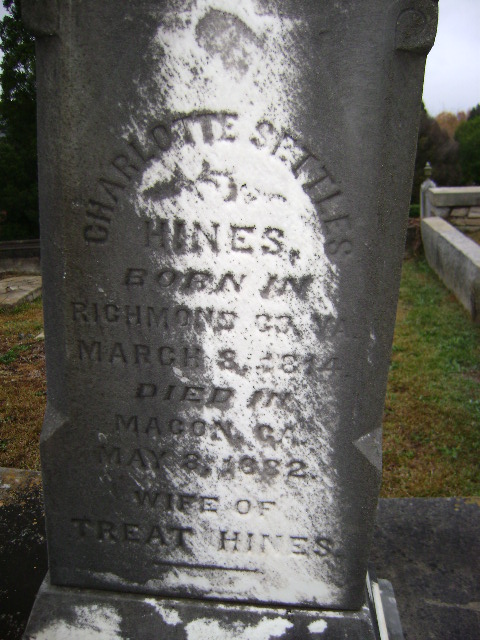 CHARLOTTE SETTLES
HINES.
BORN IN
RICHMOND CO. VA
MARCH 8, 1814.
DIED IN
MACON, GA.
MAY 8, 1882.
WIFE OF
TREAT HINES.